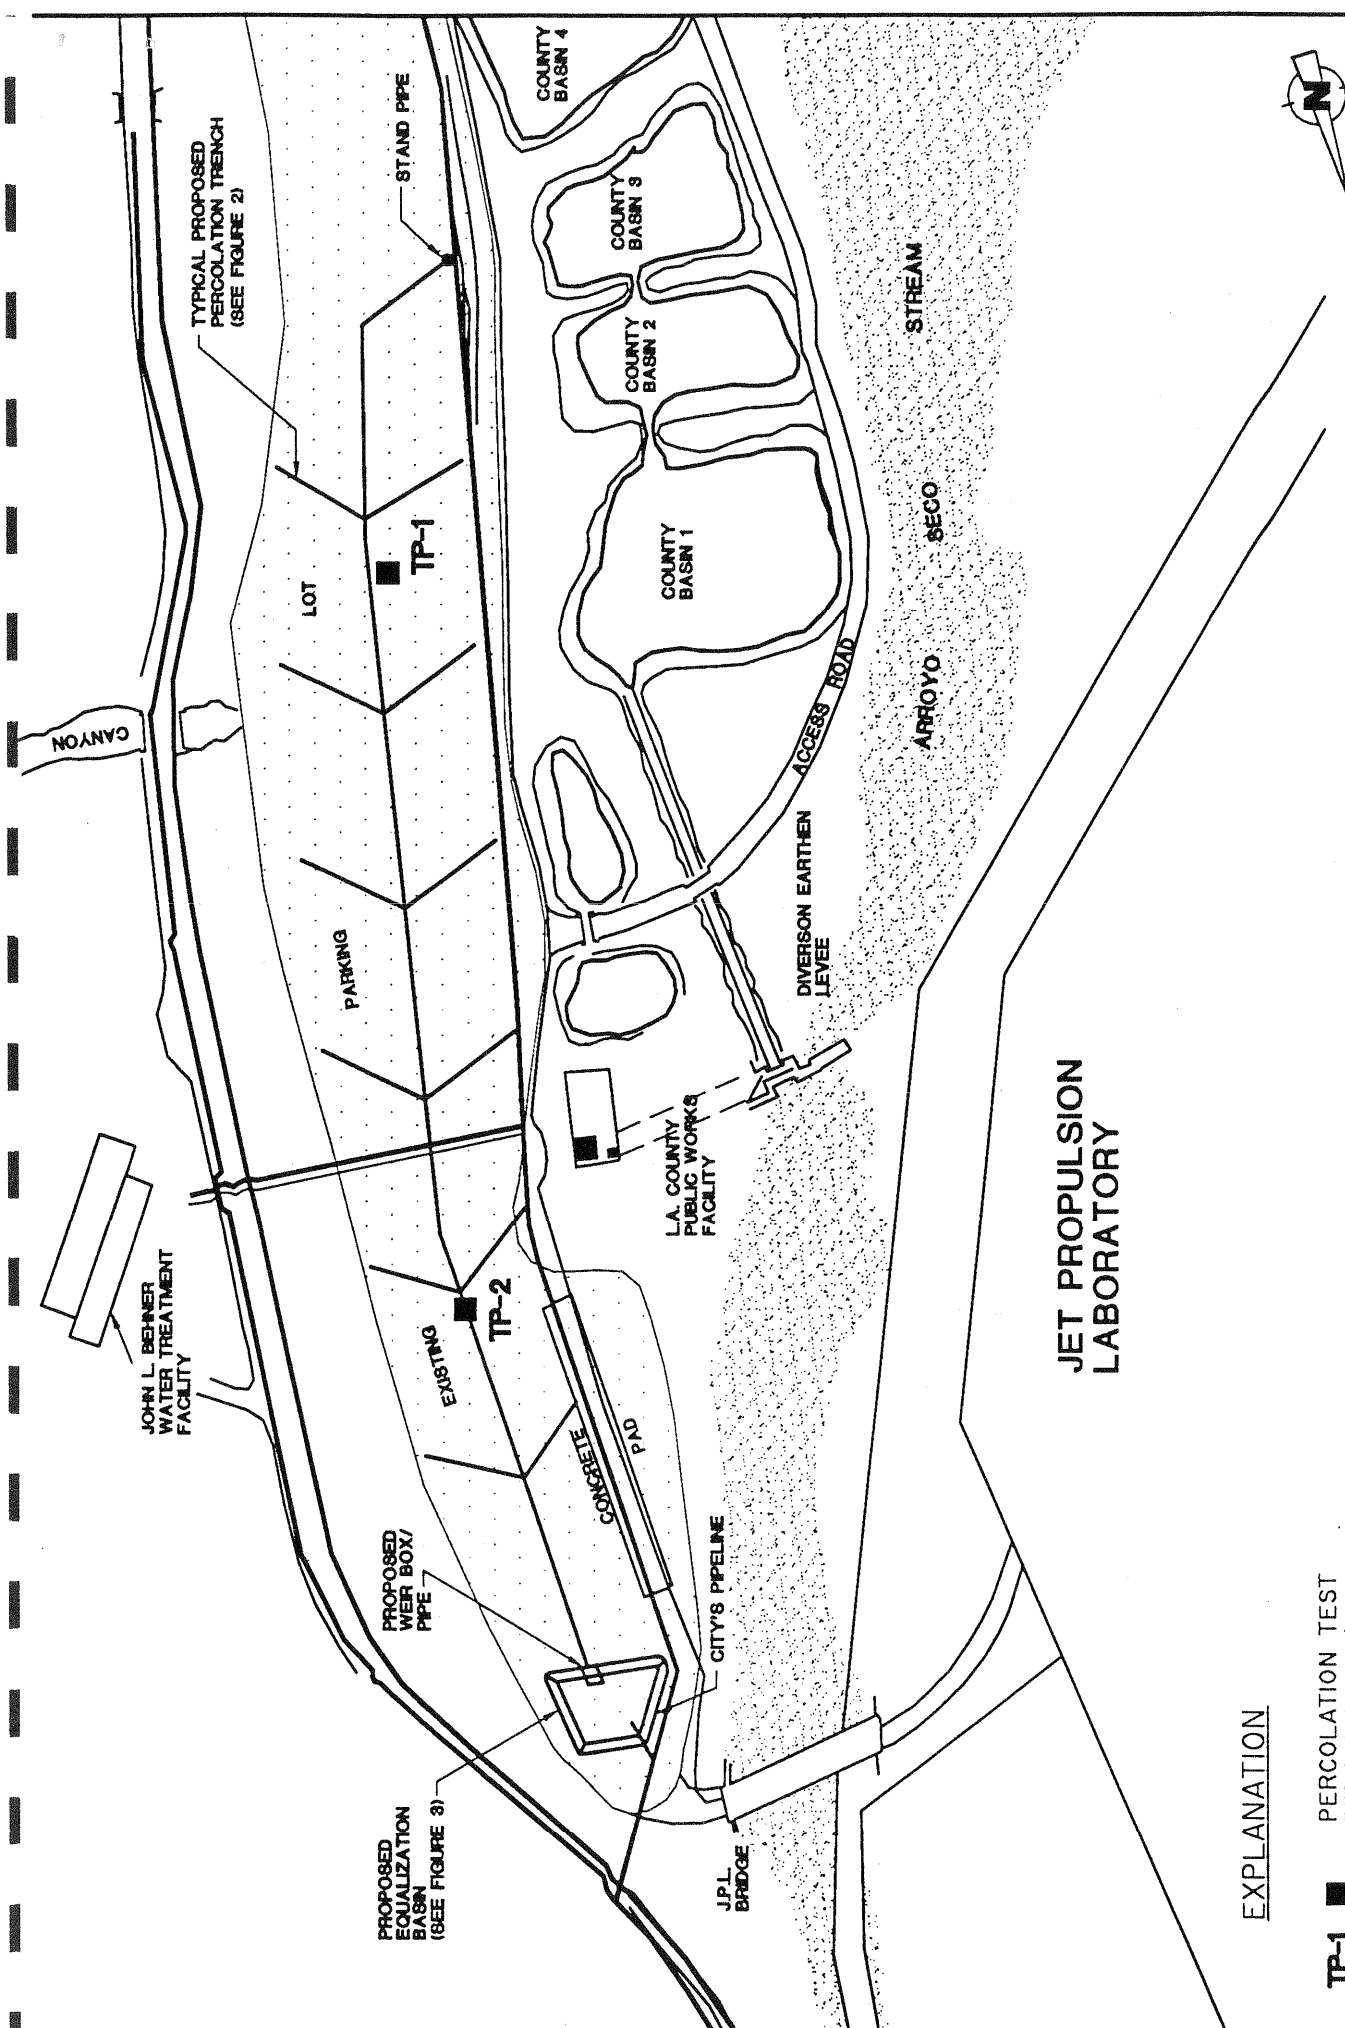 COUNTY
BASIN 4
STAND PIPE
TYPICAL PROPOSED
PERCOLATION TRENCH
(SEE FIGURE 2)
COUNTY
BASIN 3
COUNTY
BASIN 2
COUNTY
BASIN 1
N
STREAM
SECO
ARROYO
ACCESS ROAD
TP-1
LOT
CANYON
PARKING
DIVERSON EARTHEN
LEVEE
L.A. COUNTY
PUBLIC WORKS
FACILITY
JET PROPULSION
LABORATORY
JOHN L. BEHNER
WATER TREATMENT
FACILITY
TP-2
EXISTING
CONCRETE
PAD
PROPOSED
WEIR BOX/
PIPE
CITY'S PIPELINE
PROPOSED
EQUALIZATION
BASIN
(SEE FIGURE 3)
J.P.L.
BRIDGE
EXPLANATION
TP-1 PERCOLATION TEST